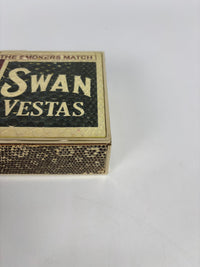 THE SMOKERS MATCH
SWAN
VESTAS